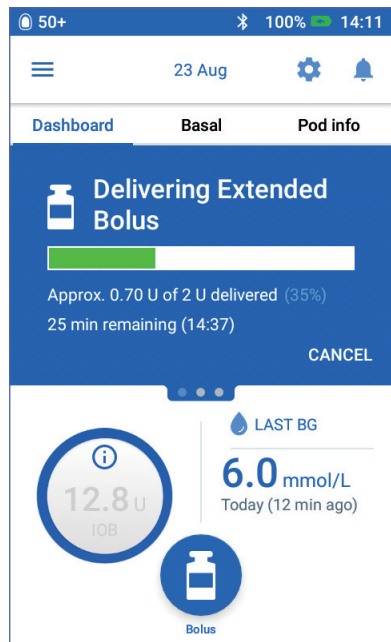 50+ 100% 14:11
23 Aug
Dashboard Basal Pod info
Delivering Extended
Bolus
Approx. 0.70 U of 2 U delivered (35%)
25 min remaining (14:37)
CANCEL
LAST BG
6.0 mmol/L
Today (12 min ago)
12.8 U
IOB
Bolus